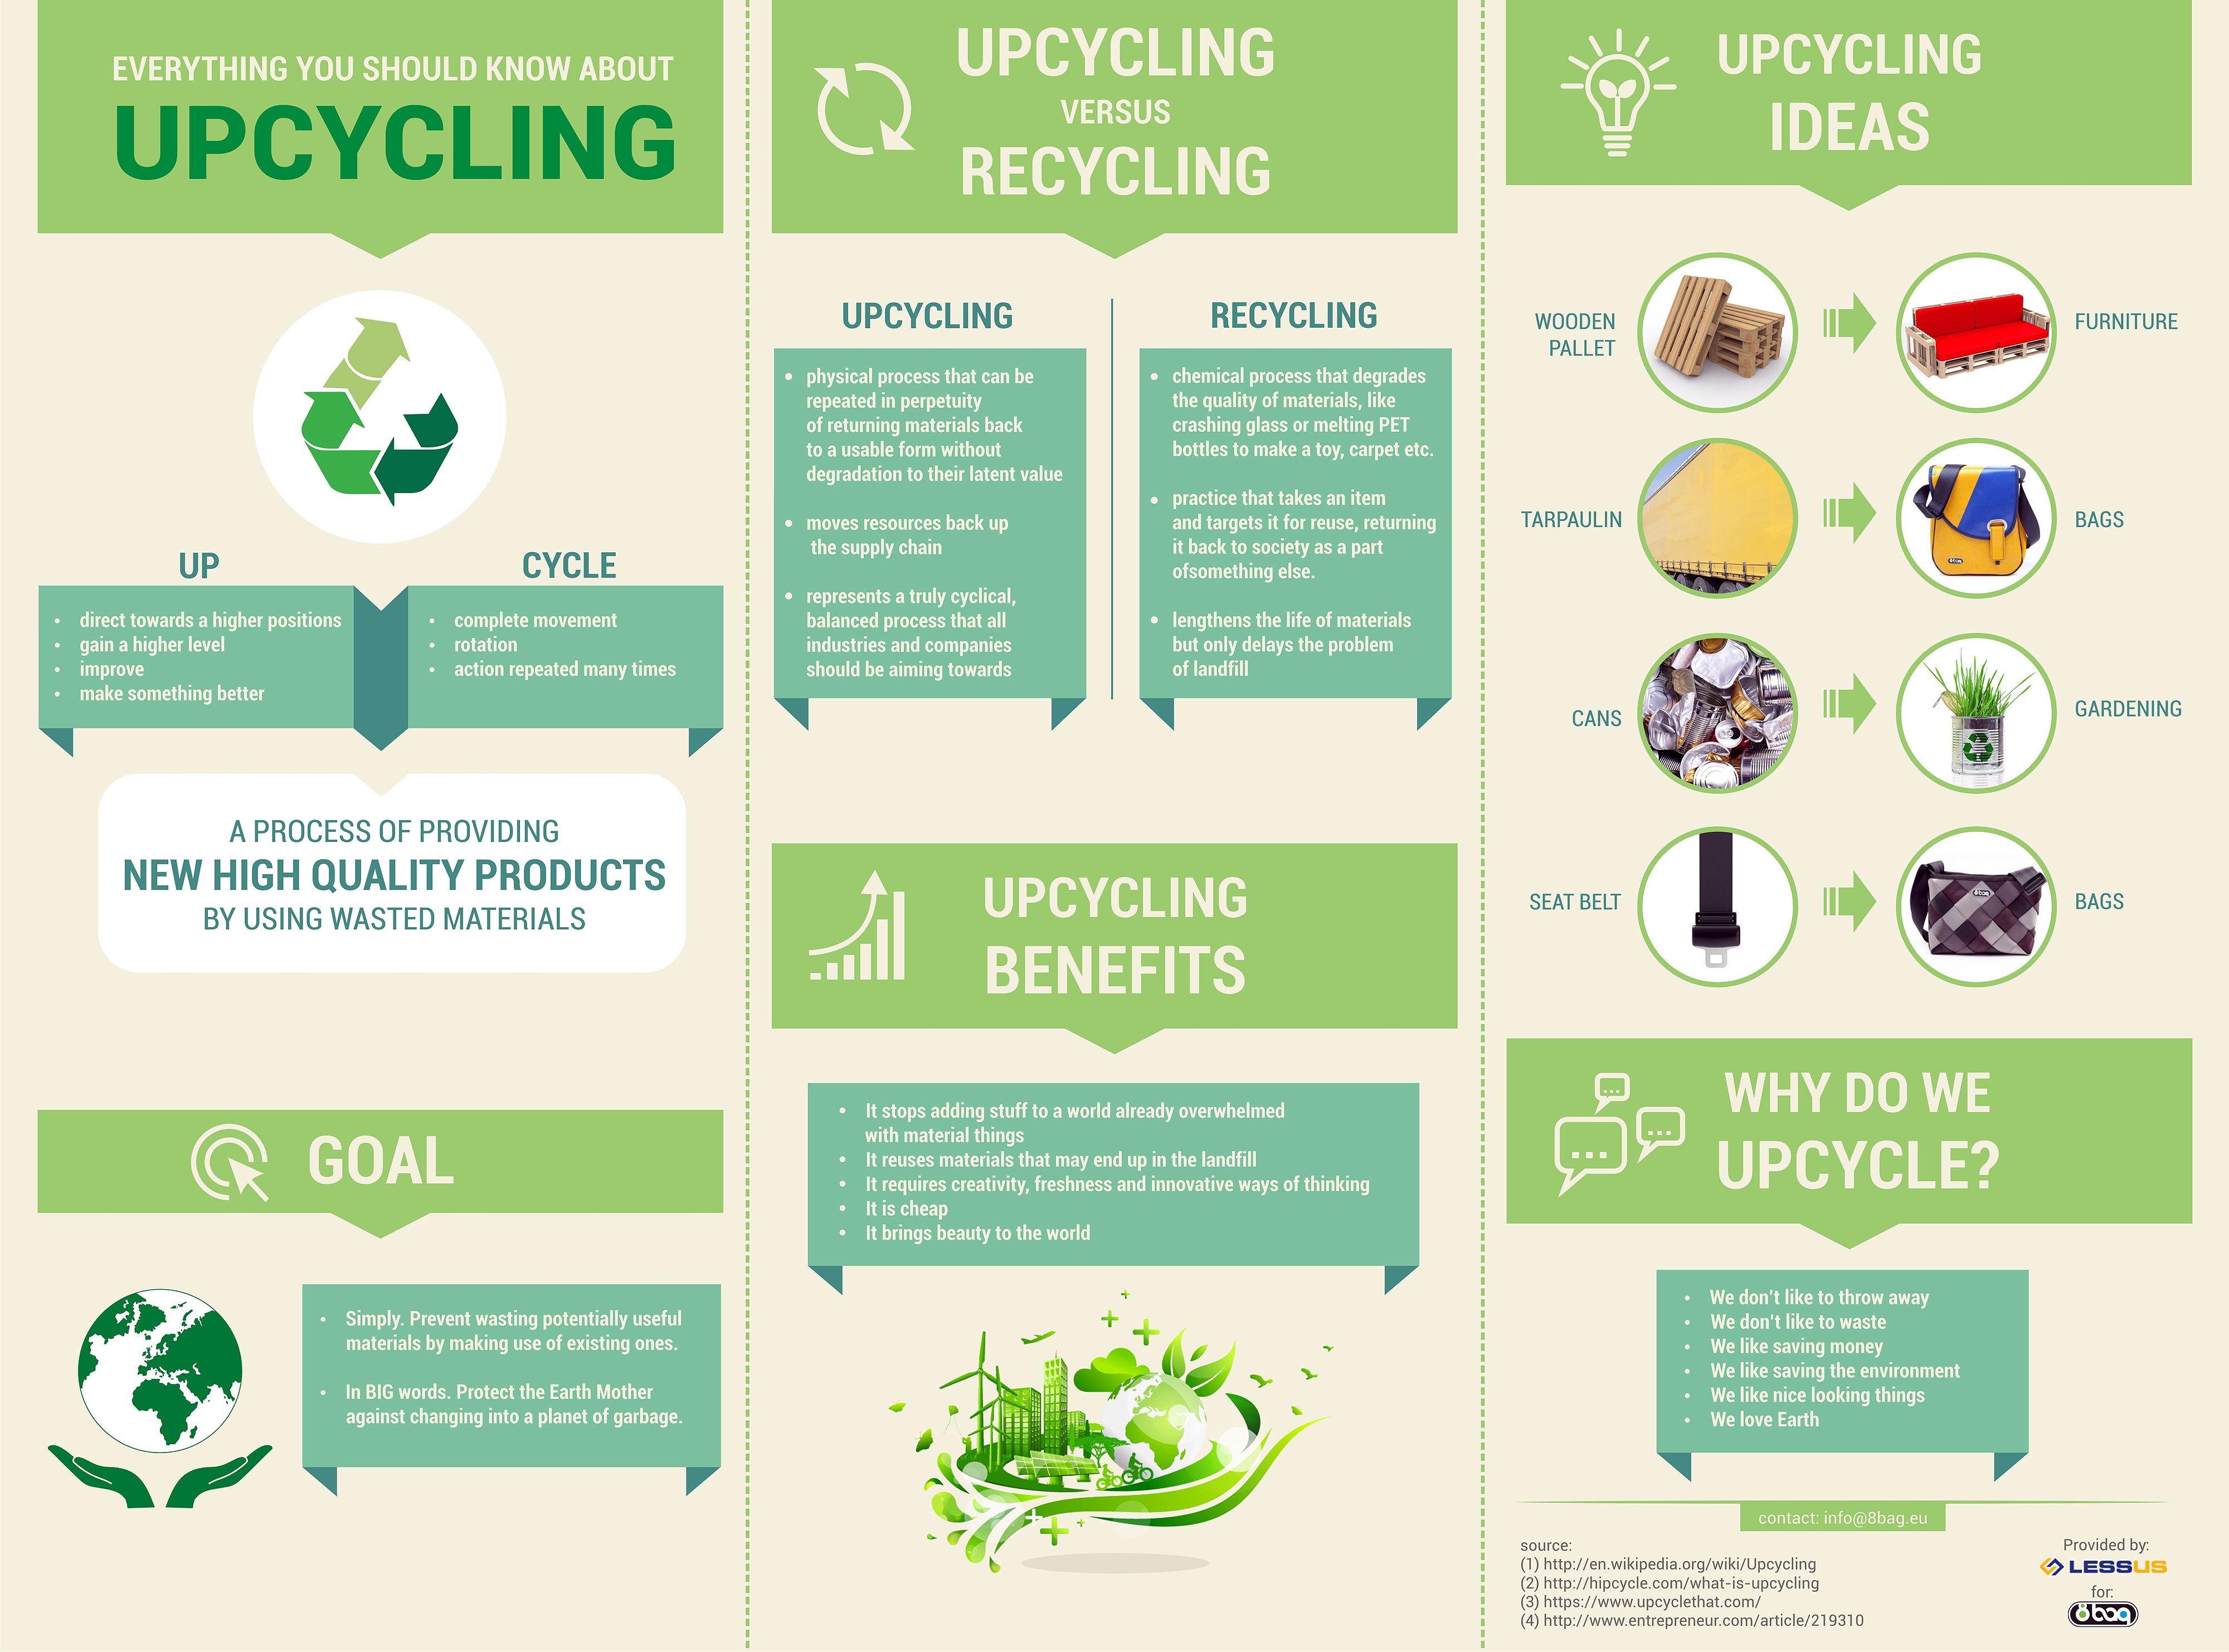 EVERYTHING YOU SHOULD KNOW ABOUT
UPCYCLING
UP
direct towards a higher positions
gain a higher level
improve
make something better
CYCLE
complete movement
rotation
action repeated many times
A PROCESS OF PROVIDING
NEW HIGH QUALITY PRODUCTS
BY USING WASTED MATERIALS
GOAL
Simply. Prevent wasting potentially useful
materials by making use of existing ones.
In BIG words. Protect the Earth Mother
against changing into a planet of garbage.
UPCYCLING
VERSUS
RECYCLING
UPCYCLING
physical process that can be
repeated in perpetuity
of returning materials back
to a usable form without
degradation to their latent value
moves resources back up
the supply chain
represents a truly cyclical,
balanced process that all
industries and companies
should be aiming towards
RECYCLING
chemical process that degrades
the quality of materials, like
crashing glass or melting PET
bottles to make a toy, carpet etc.
practice that takes an item
and targets it for reuse, returning
it back to society as a part
ofsomething else.
lengthens the life of materials
but only delays the problem
of landfill
UPCYCLING
BENEFITS
It stops adding stuff to a world already overwhelmed
with material things
It reuses materials that may end up in the landfill
It requires creativity, freshness and innovative ways of thinking
It is cheap
It brings beauty to the world
UPCYCLING
IDEAS
WOODEN
PALLET
FURNITURE
TARPAULIN
BAGS
8bag
CANS
GARDENING
SEAT BELT
BAGS
8bag
WHY DO WE
UPCYCLE?
We don't like to throw away
We don't like to waste
We like saving money
We like saving the environment
We like nice looking things
We love Earth
contact: info@8bag.eu
source:
(1) http://en.wikipedia.org/wiki/Upcycling
(2) http://hipcycle.com/what-is-upcycling
(3) https://www.upcyclethat.com/
(4) http://www.entrepreneur.com/article/219310
Provided by:
LESSUS
for:
8bag